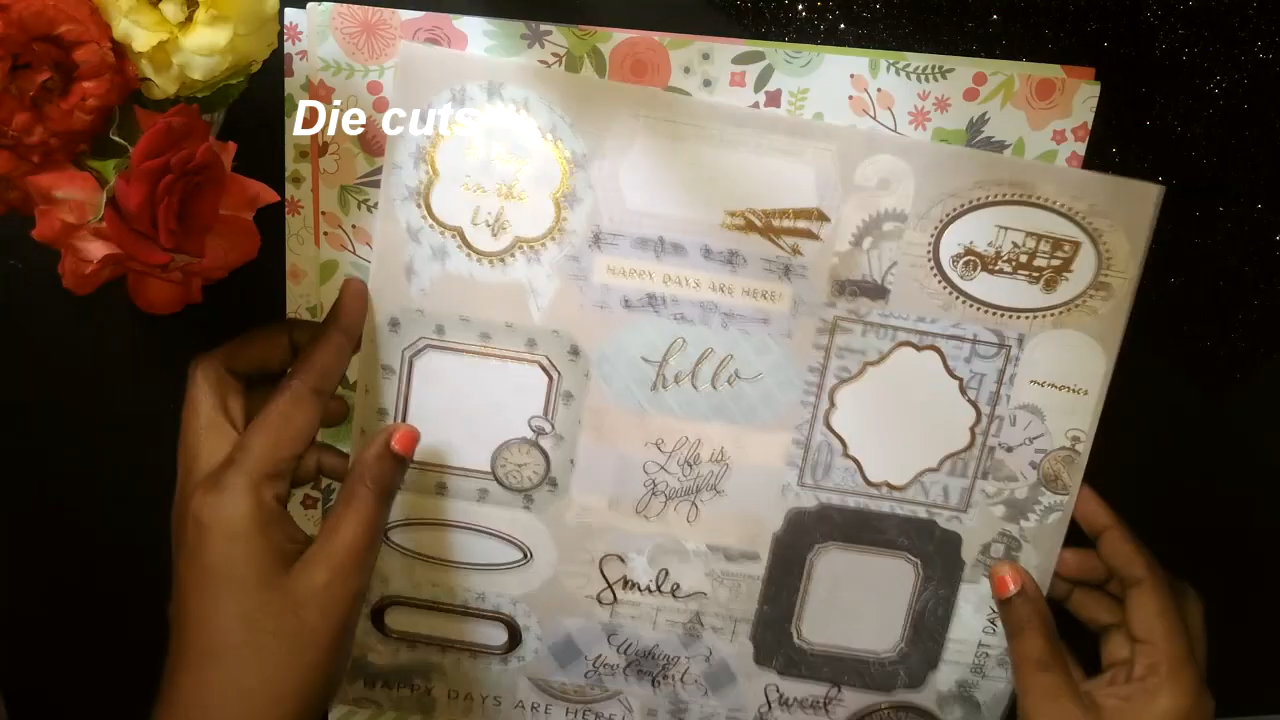 Die cuts
in the
life
HAPPY DAYS ARE HERE!
hello
memories
Life is
Beautiful
Smile
Wishing
You Comfort
BEST DAY
HAPPY DAYS ARE HERE!
Sweet